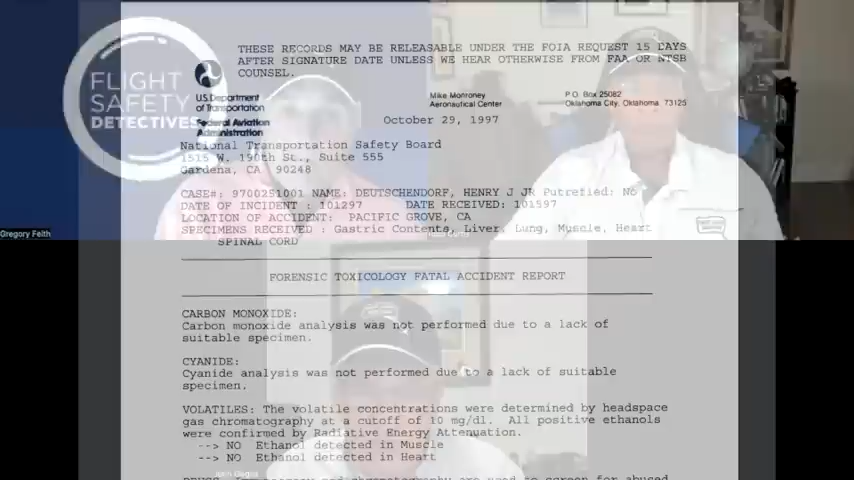 THESE RECORDS MAY BE RELEASABLE UNDER THE FOIA REQUEST 15 DAYS
AFTER SIGNATURE DATE UNLESS WE HEAR OTHERWISE FROM FAA OR NTSB
COUNSEL.
FLIGHT
SAFETY
DETECTIVES
U.S. Department
of Transportation
Federal Aviation
Administration
Mike Monroney
Aeronautical Center
P.O. Box 25082
Oklahoma City, Oklahoma 73125
October 29, 1997
National Transportation Safety Board
1515 W. 190th St., Suite 555
Gardena, CA 90248
CASE#: 9700251001 NAME: DEUTSCHENDORF, HENRY J JR Putrefied: No
DATE OF INCIDENT : 101297 DATE RECEIVED: 101597
LOCATION OF ACCIDENT: PACIFIC GROVE, CA
SPECIMENS RECEIVED : Gastric Contents, Liver, Lung, Muscle, Heart
SPINAL CORD
Gregory Feith
FORENSIC TOXICOLOGY FATAL ACCIDENT REPORT
CARBON MONOXIDE:
Carbon monoxide analysis was not performed due to a lack of
suitable specimen.
CYANIDE:
Cyanide analysis was not performed due to a lack of suitable
specimen.
VOLATILES: The volatile concentrations were determined by headspace
gas chromatography at a cutoff of 10 mg/dl. All positive ethanols
were confirmed by Radiative Energy Attenuation.
--> NO Ethanol detected in Muscle
--> NO Ethanol detected in Heart